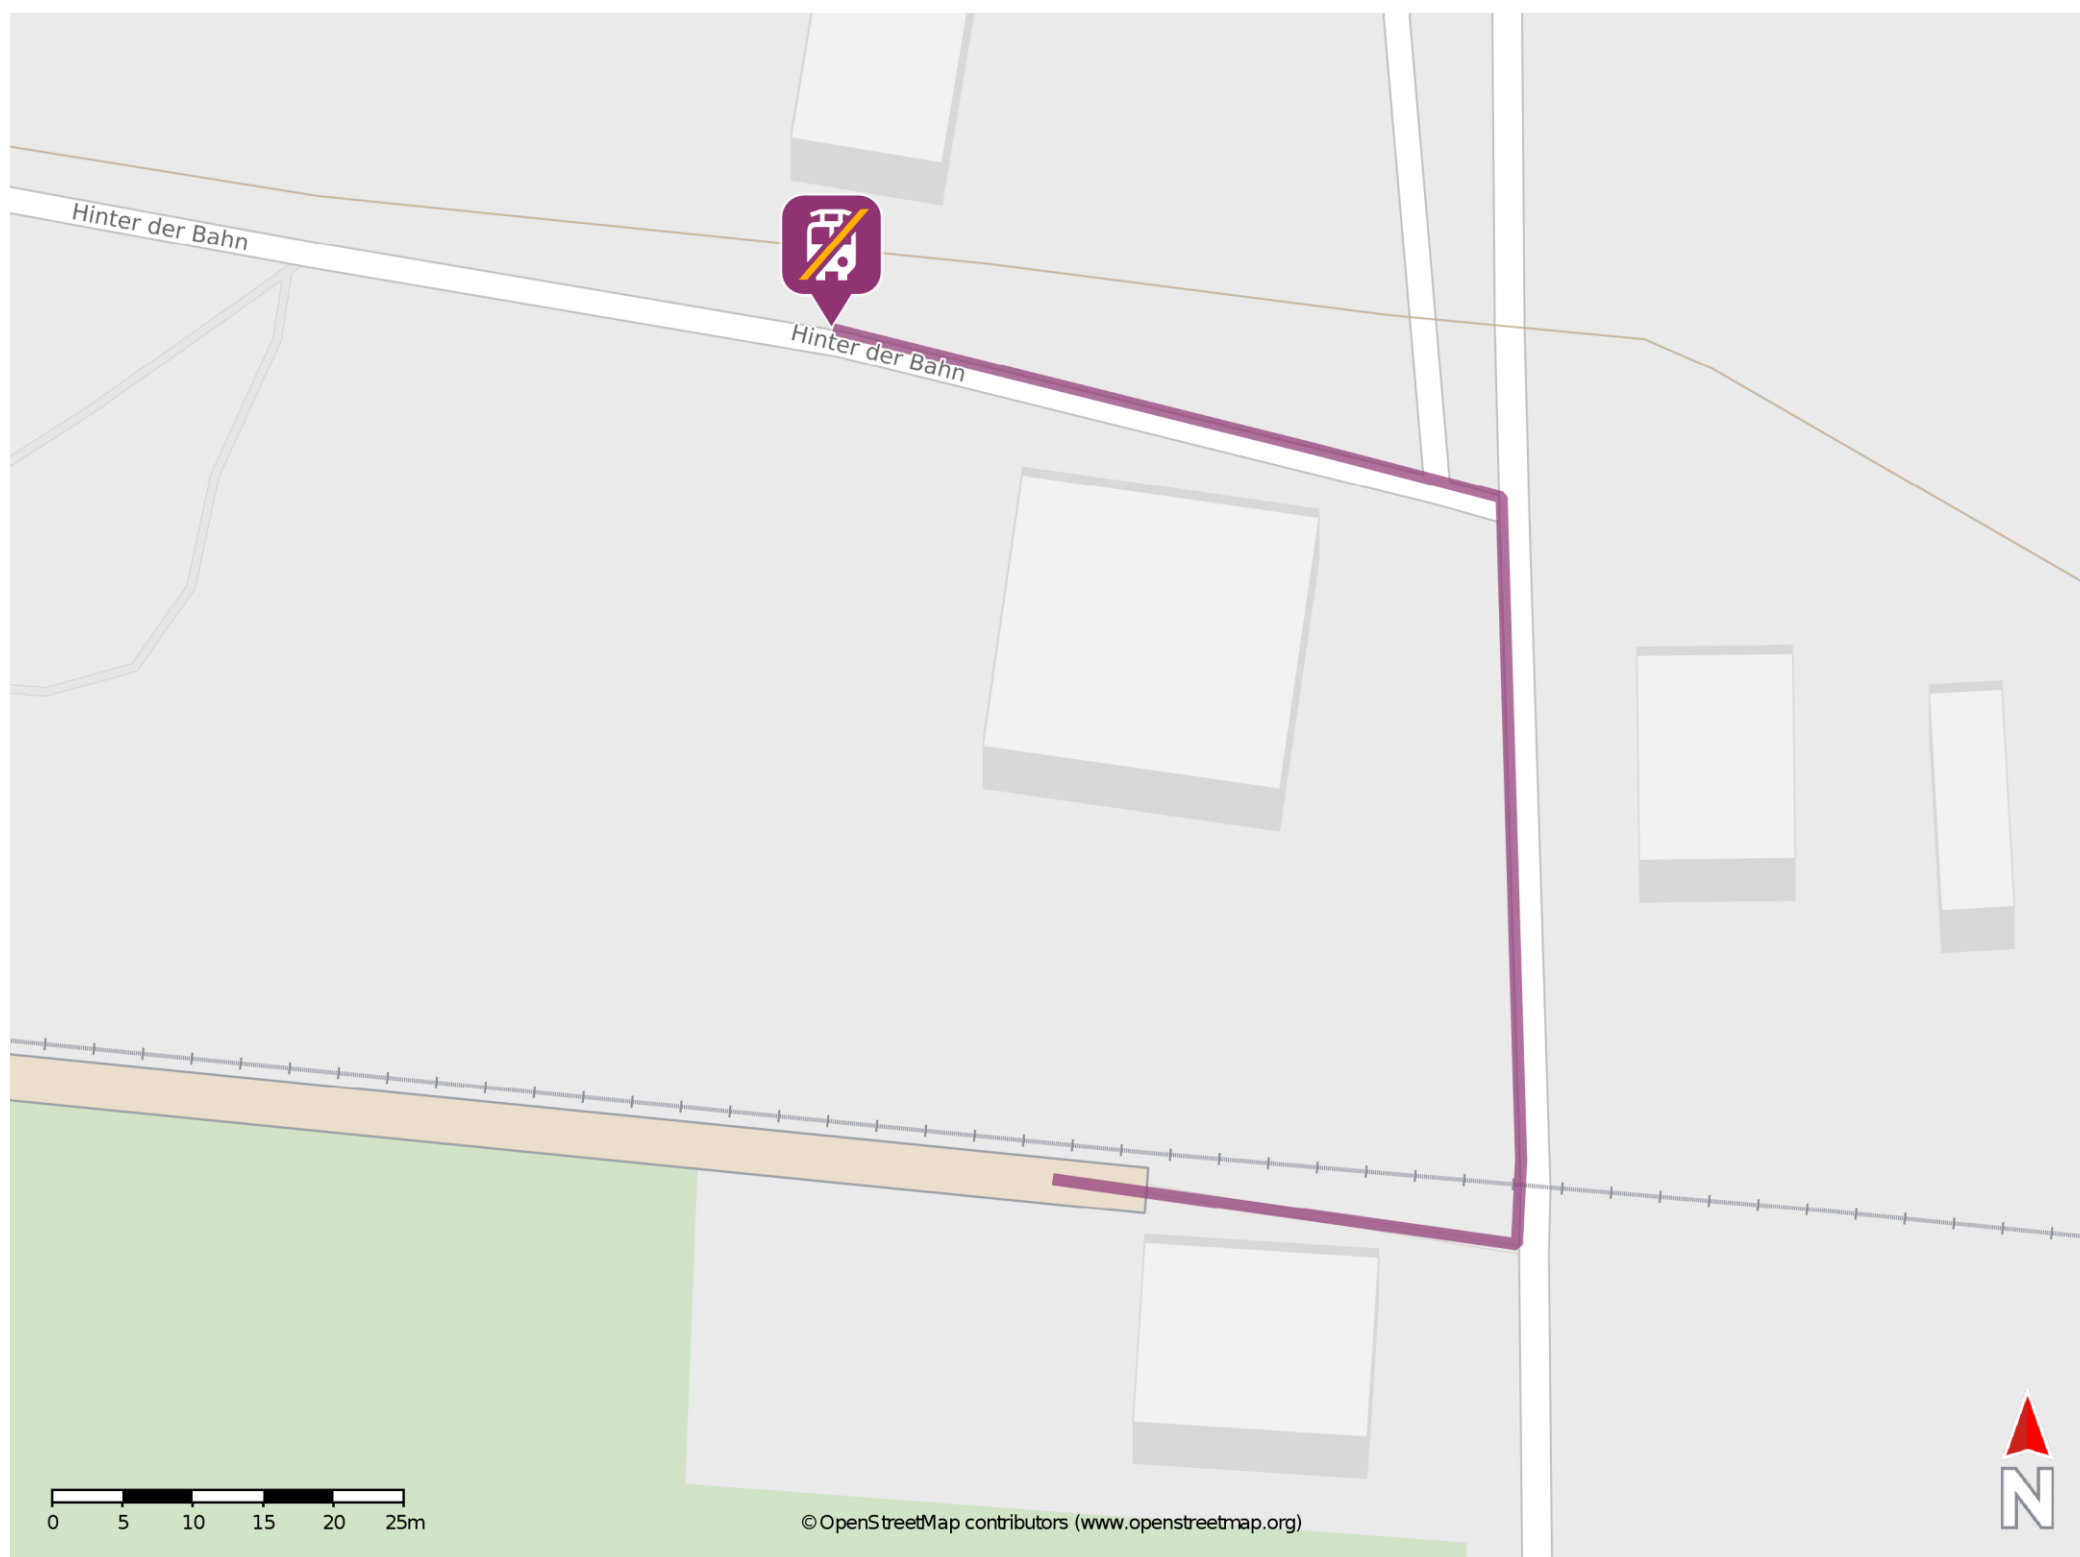 Hinter der Bahn
Hinter der Bahn
0 5 10 15 20 25m
© OpenStreetMap contributors (www.openstreetmap.org)
N